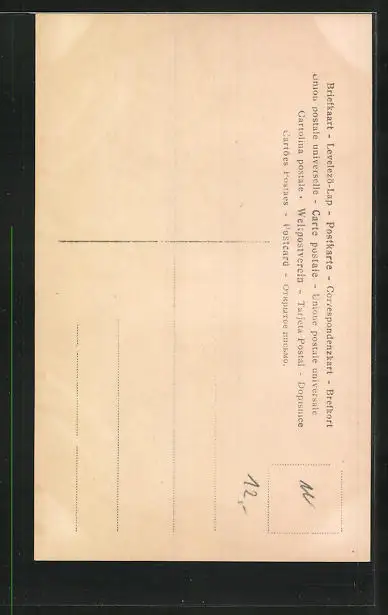 Briefkaart - Levelező-Lap - Postkarte - Correspondenzkart - Brefkort
Union postale universelle - Carte postale - Unione postale universale
Cartolina postale - Weltpostverein - Tarjeta Postal - Dopisnice
Cartões Postaes - Postcard - Открытое письмо.
12,-